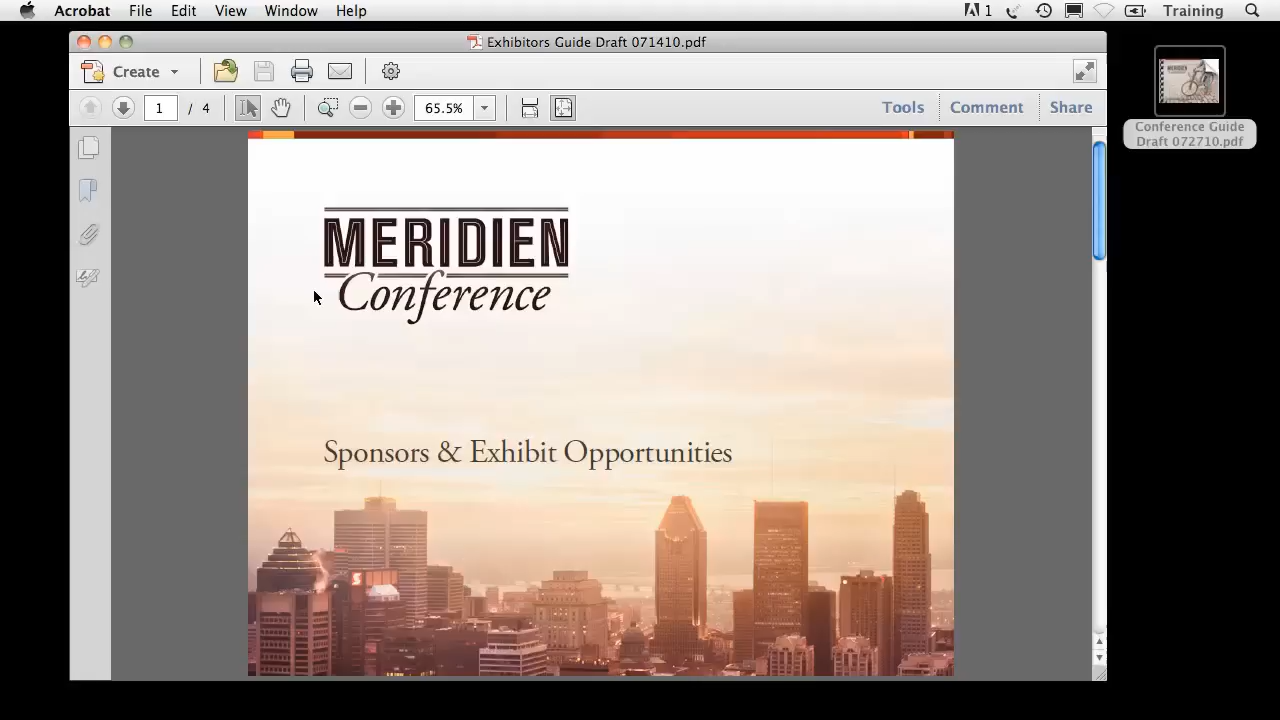 Acrobat File Edit View Window Help
1
Training
Exhibitors Guide Draft 071410.pdf
Create
1 / 4
65.5%
Tools Comment Share
Conference Guide
Draft 072710.pdf
MERIDIEN
Conference
Sponsors & Exhibit Opportunities